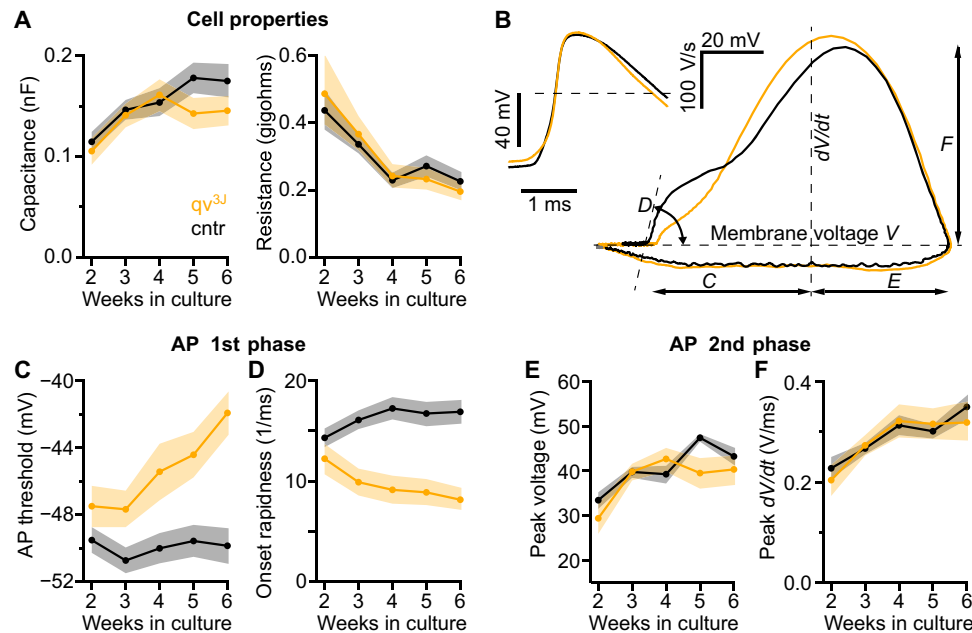 A
Cell properties
Capacitance (nF)
0.2
0.1
0.0
qv3J
cntr
2 3 4 5 6
Weeks in culture
Resistance (gigohms)
0.6
0.4
0.2
0.0
2 3 4 5 6
Weeks in culture
B
40 mV
1 ms
20 mV
100 V/s
dV/dt
F
D
Membrane voltage V
C
E
AP 1st phase
C
AP threshold (mV)
−40
−44
−48
−52
2 3 4 5 6
Weeks in culture
D
Onset rapidness (1/ms)
20
10
0
2 3 4 5 6
Weeks in culture
AP 2nd phase
E
Peak voltage (mV)
60
50
40
30
20
2 3 4 5 6
Weeks in culture
F
Peak dV/dt (V/ms)
0.4
0.2
0.0
2 3 4 5 6
Weeks in culture